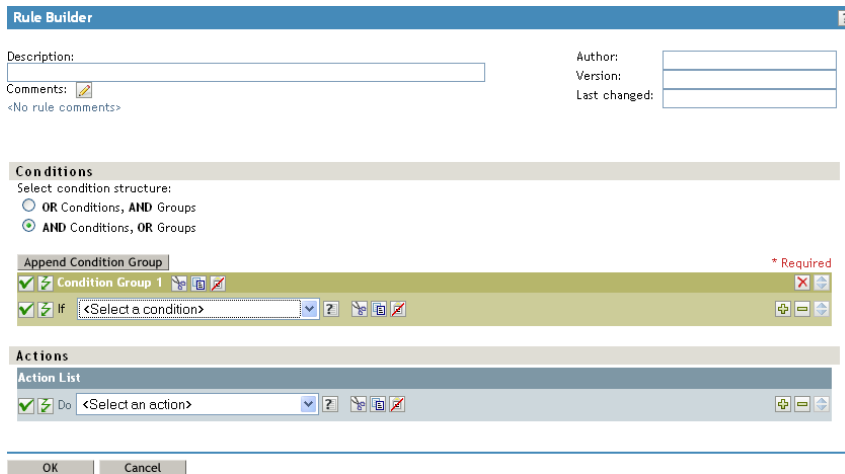 Rule Builder
?
Description:
Author:
Version:
Comments:
Last changed:
<No rule comments>
Conditions
Select condition structure:
OR Conditions, AND Groups
AND Conditions, OR Groups
Append Condition Group
* Required
Condition Group 1
If <Select a condition> ?
Actions
Action List
Do <Select an action> ?
OK Cancel